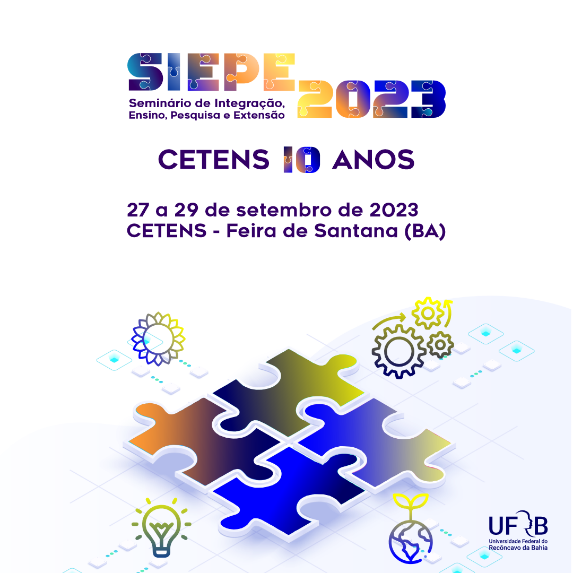 SIEPE
2023
Seminário de Integração,
Ensino, Pesquisa e Extensão
CETENS 10 ANOS
27 a 29 de setembro de 2023
CETENS - Feira de Santana (BA)
UFRB
Universidade Federal do
Recôncavo da Bahia